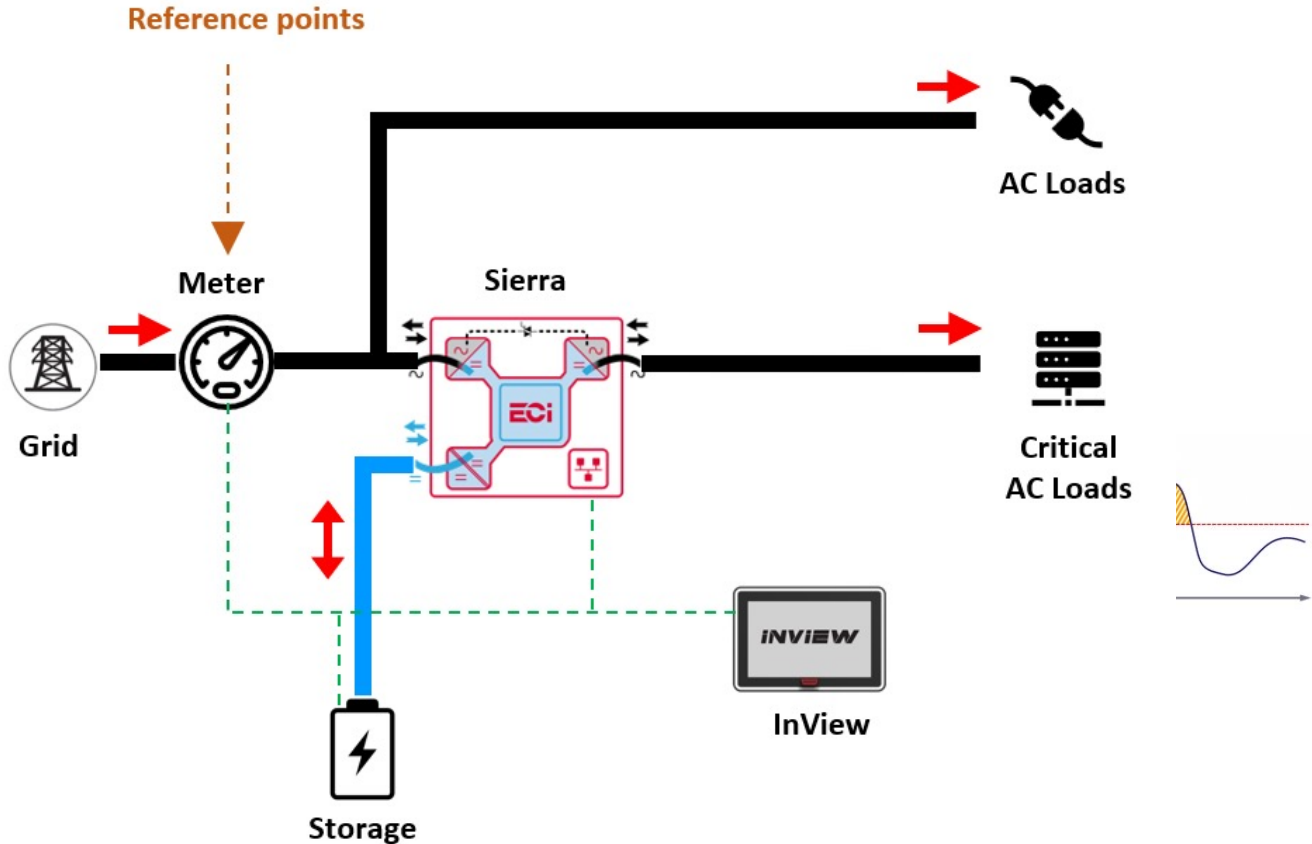 Reference points
AC Loads
Meter
Sierra
ECi
Grid
Critical
AC Loads
INVIEW
InView
Storage